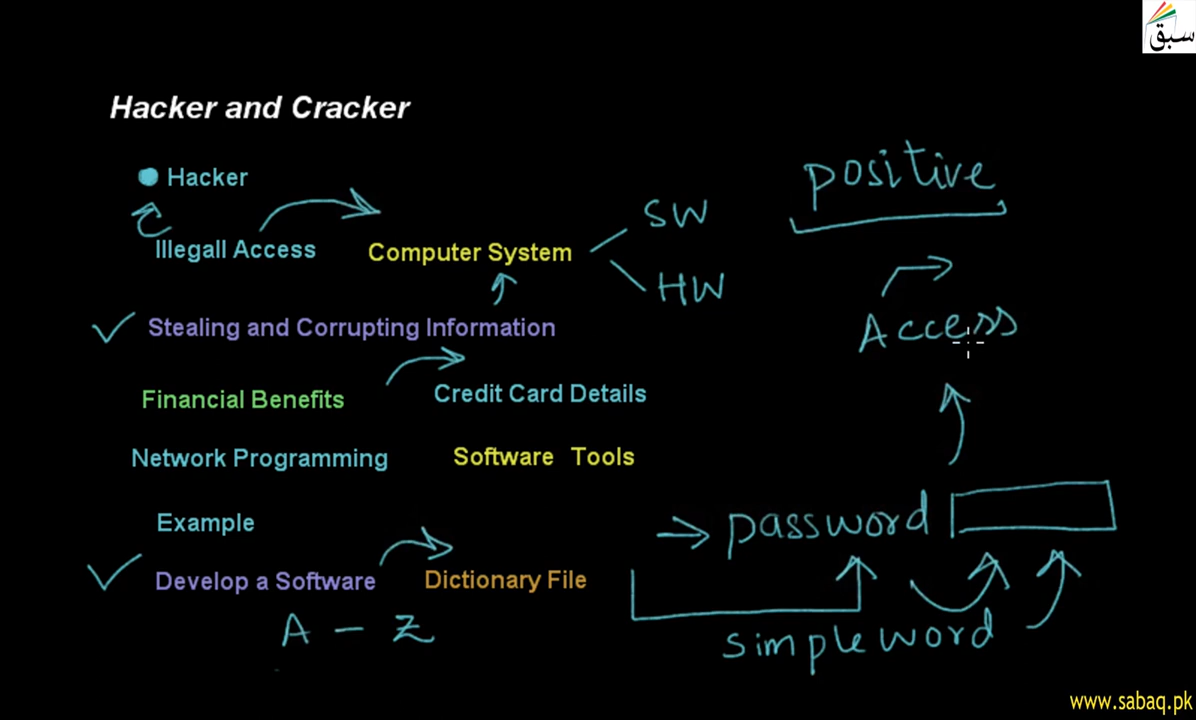 سبق
Hacker and Cracker
Hacker
positive
SW
Illegall Access
Computer System
HW
Stealing and Corrupting Information
Access
Financial Benefits
Credit Card Details
Network Programming
Software Tools
Example
password
Develop a Software
Dictionary File
A - Z
simple word
www.sabaq.pk